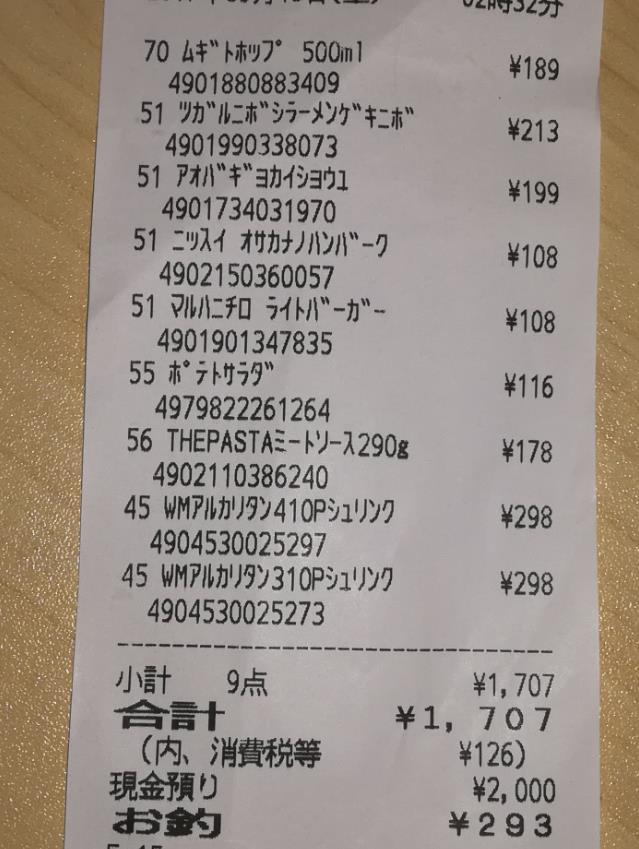 02時32分
70 ﾑｷﾞﾄﾎｯﾌﾟ 500ml ¥189
4901880883409
51 ﾂｶﾞﾙﾆﾎﾞｼﾗｰﾒﾝｹﾞｷﾆﾎﾞ ¥213
4901990338073
51 ｱｵﾊﾞｷﾞﾖｶｲｼﾖｳﾕ ¥199
4901734031970
51 ﾆｯｽｲ ｵｻｶﾅﾉﾊﾝﾊﾞｰｸ ¥108
4902150360057
51 ﾏﾙﾊﾆﾁﾛ ﾗｲﾄﾊﾞｰｶﾞｰ ¥108
4901901347835
55 ﾎﾟﾃﾄｻﾗﾀﾞ ¥116
4979822261264
56 THEPASTAﾐｰﾄｿｰｽ290g ¥178
4902110386240
45 WMｱﾙｶﾘﾀﾝ410Pｼｭﾘﾝｸ ¥298
4904530025297
45 WMｱﾙｶﾘﾀﾝ310Pｼｭﾘﾝｸ ¥298
4904530025273
小計 9点 ¥1,707
合計 ¥1,707
(内、消費税等 ¥126)
現金預り ¥2,000
お釣 ¥293